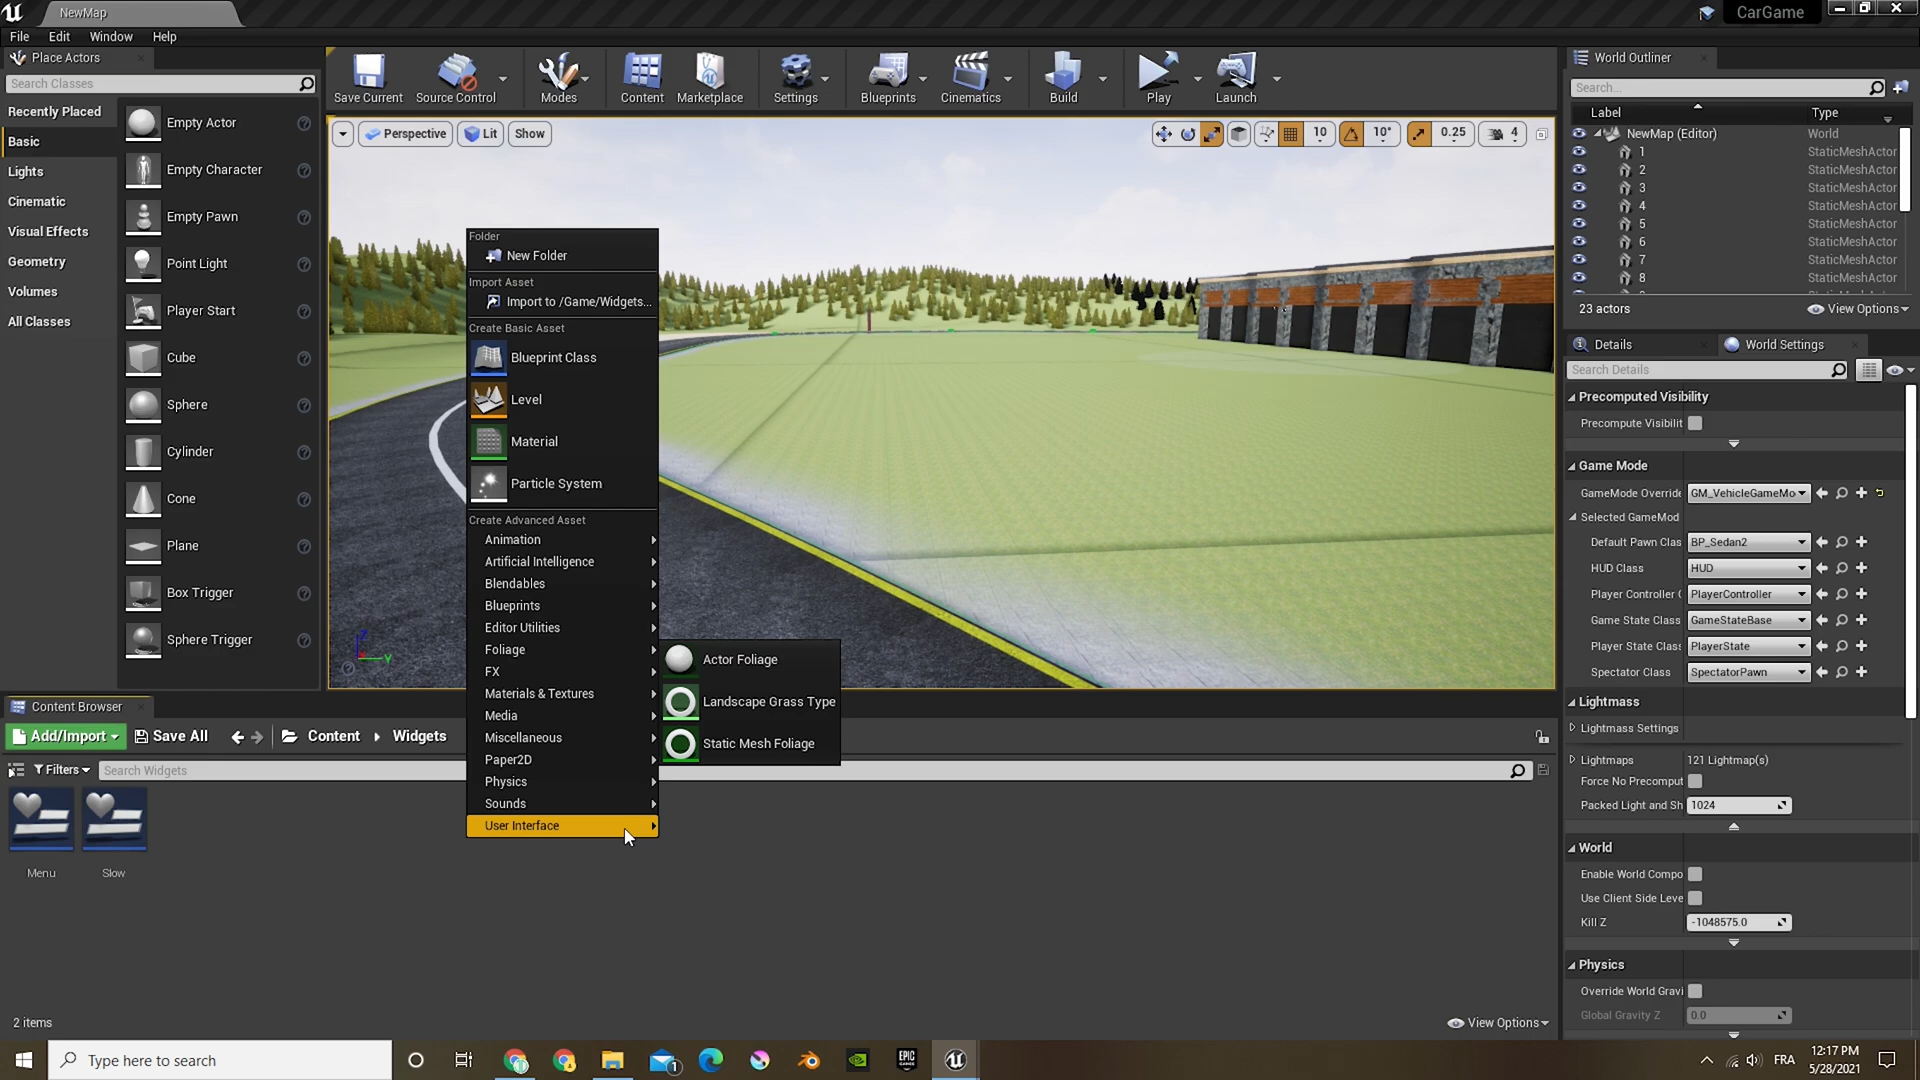 NewMap
CarGame
File Edit Window Help
Place Actors
Search Classes
Recently Placed
Basic
Lights
Cinematic
Visual Effects
Geometry
Volumes
All Classes
Empty Actor
Empty Character
Empty Pawn
Point Light
Player Start
Cube
Sphere
Cylinder
Cone
Plane
Box Trigger
Sphere Trigger
Save Current
Source Control
Modes
Content
Marketplace
Settings
Blueprints
Cinematics
Build
Play
Launch
Perspective
Lit
Show
10
10°
0.25
4
Folder
New Folder
Import Asset
Import to /Game/Widgets...
Create Basic Asset
Blueprint Class
Level
Material
Particle System
Create Advanced Asset
Animation
Artificial Intelligence
Blendables
Blueprints
Editor Utilities
Foliage
FX
Materials & Textures
Media
Miscellaneous
Paper2D
Physics
Sounds
User Interface
Actor Foliage
Landscape Grass Type
Static Mesh Foliage
World Outliner
Search...
Label Type
NewMap (Editor) World
1 StaticMeshActor
2 StaticMeshActor
3 StaticMeshActor
4 StaticMeshActor
5 StaticMeshActor
6 StaticMeshActor
7 StaticMeshActor
8 StaticMeshActor
23 actors
View Options
Details
World Settings
Search Details
Precomputed Visibility
Precompute Visibilit
Game Mode
GameMode Override GM_VehicleGameMo
Selected GameMod
Default Pawn Clas BP_Sedan2
HUD Class HUD
Player Controller C PlayerController
Game State Class GameStateBase
Player State Class PlayerState
Spectator Class SpectatorPawn
Lightmass
Lightmass Settings
Lightmaps 121 Lightmap(s)
Force No Precomput
Packed Light and Sh 1024
World
Enable World Compo
Use Client Side Leve
Kill Z -1048575.0
Physics
Override World Gravi
Global Gravity Z 0.0
Content Browser
Add/Import Save All Content Widgets
Filters Search Widgets
Menu
Slow
2 items
View Options
Type here to search
1
EPIC GAMES
FRA
12:17 PM
5/28/2021